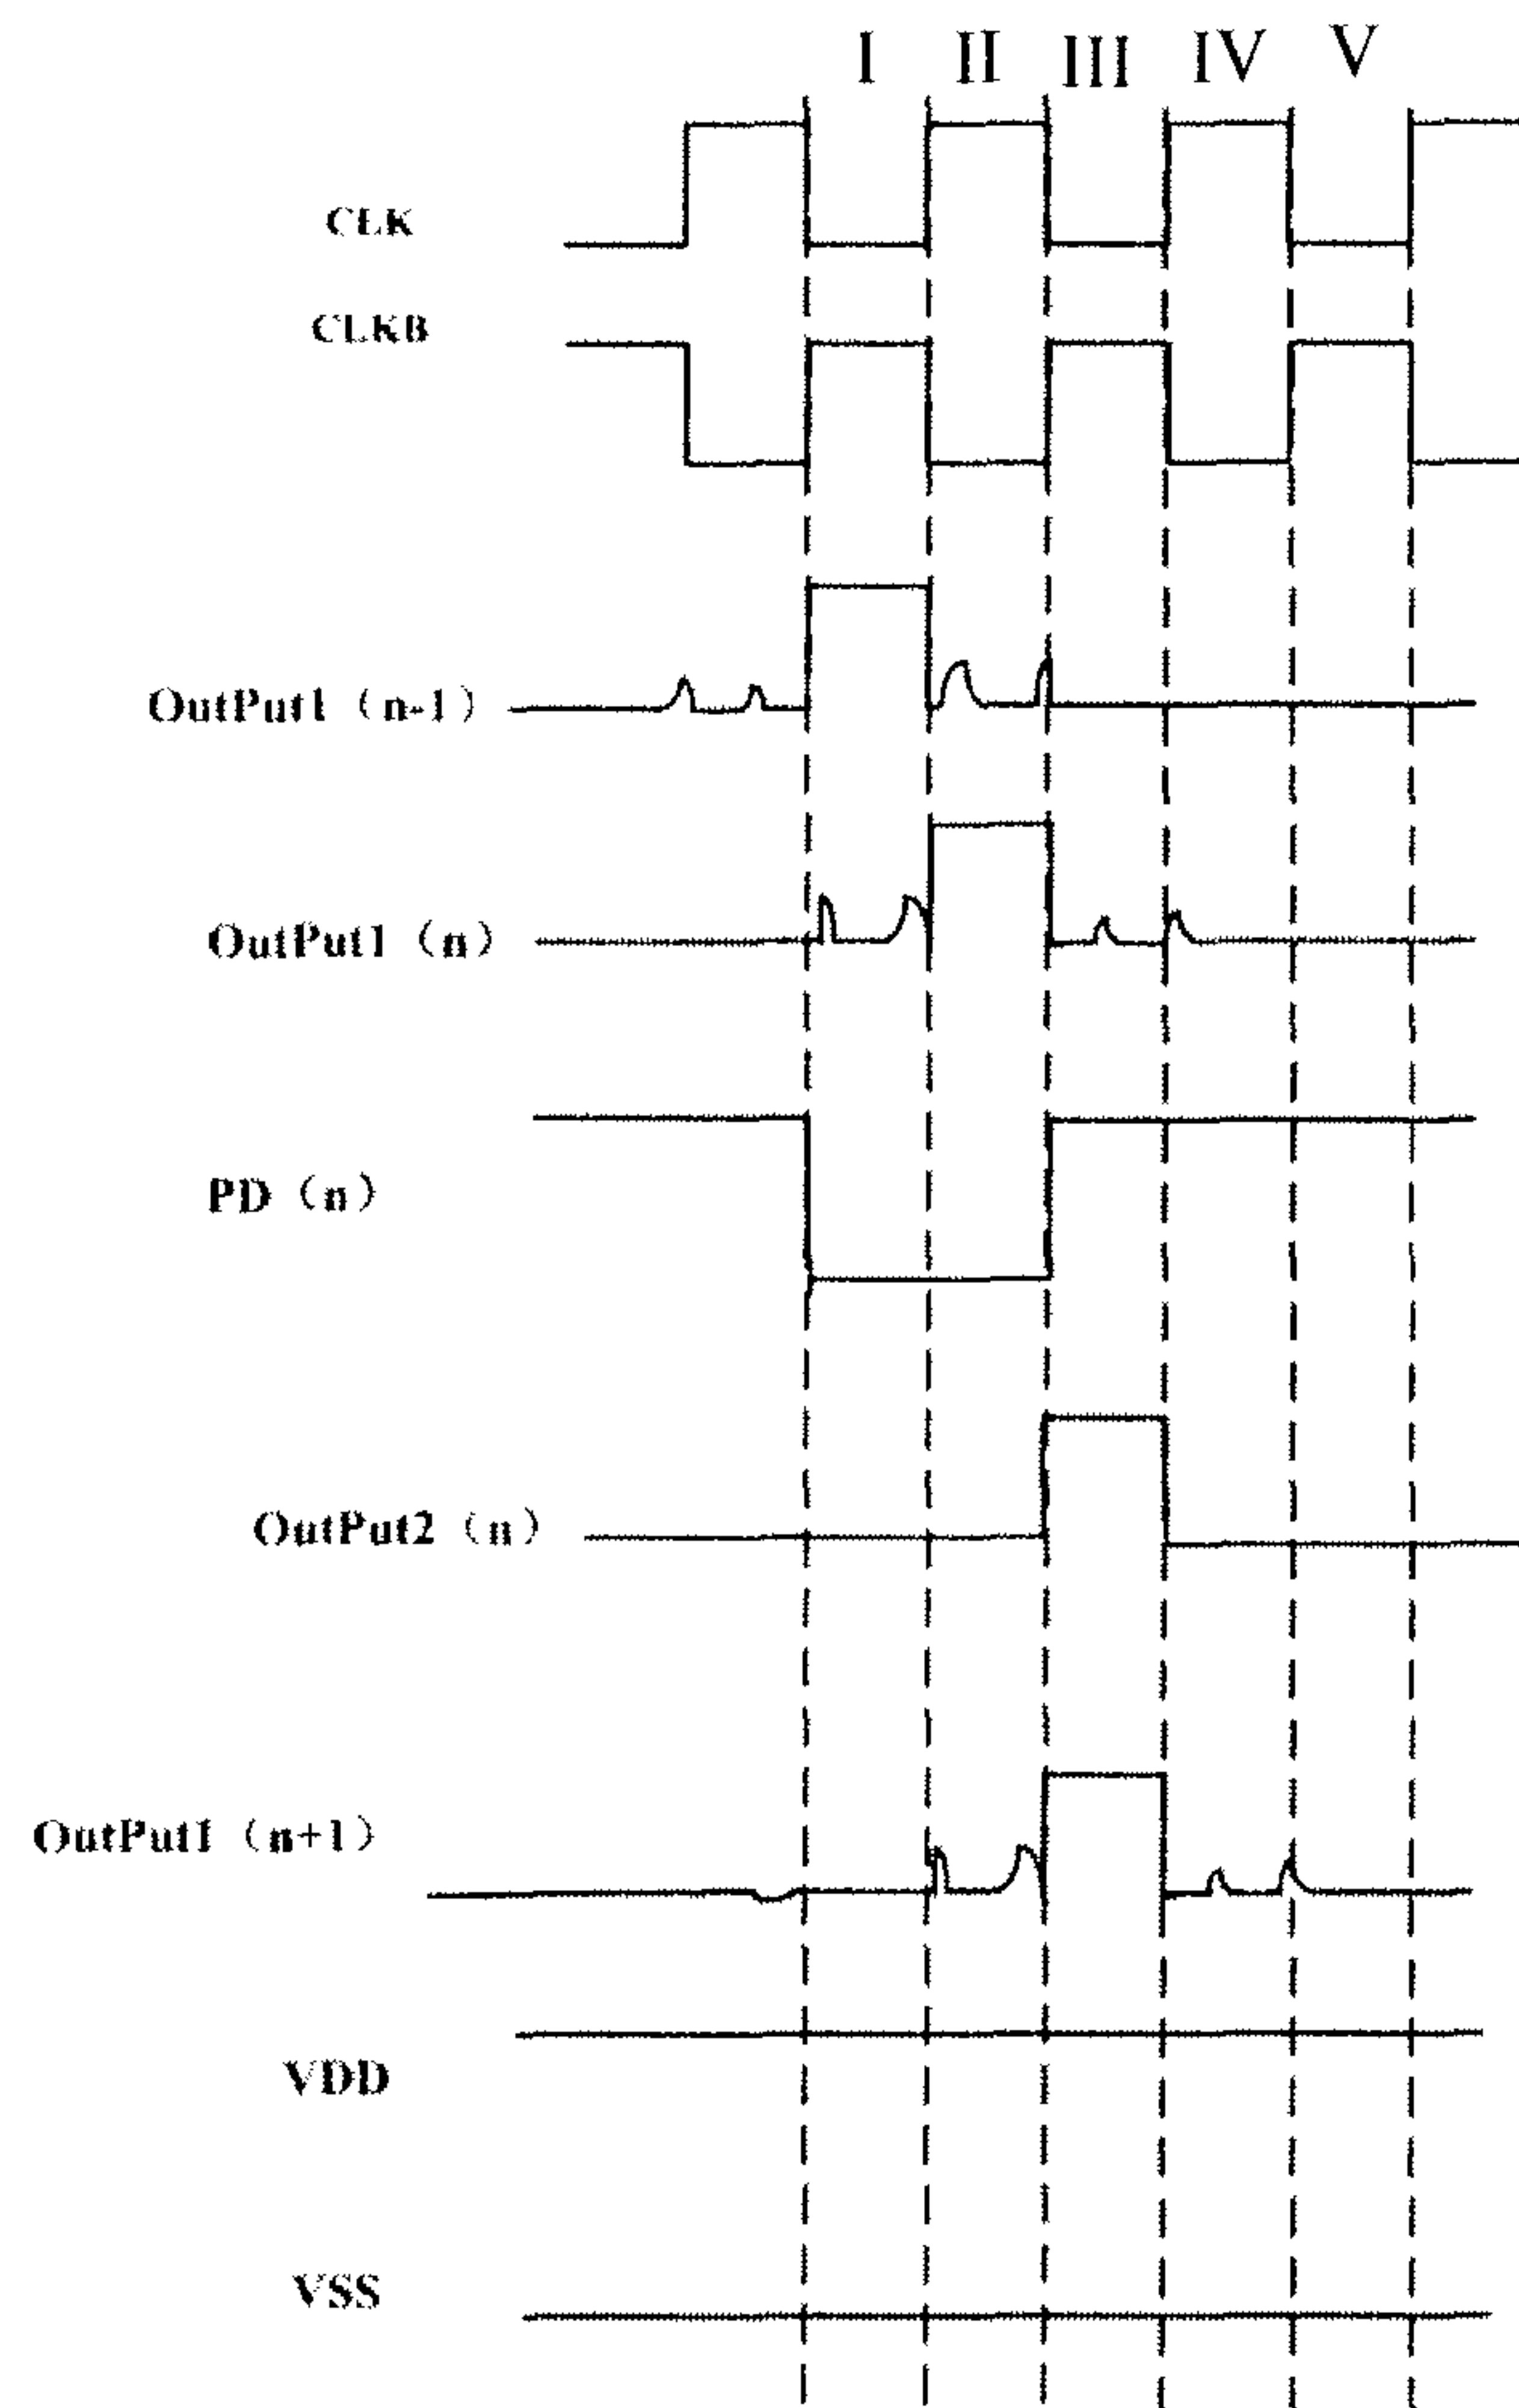 I II III IV V
CLK
CLKB
OutPut1（n-1）
OutPut1（n）
PD（n）
OutPut2（n）
OutPut1（n+1）
VDD
VSS